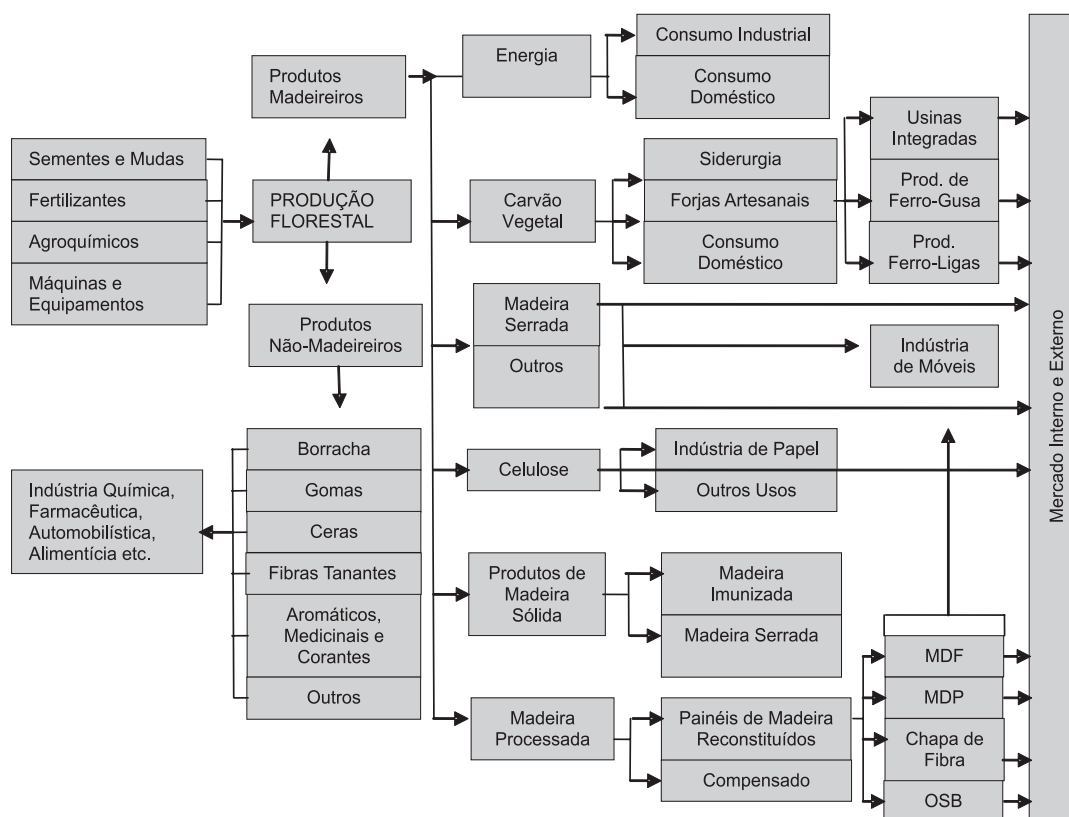 Sementes e Mudas
Fertilizantes
Agroquímicos
Máquinas e
Equipamentos
PRODUÇÃO
FLORESTAL
Produtos
Madeireiros
Produtos
Não-Madeireiros
Borracha
Gomas
Ceras
Fibras Tanantes
Aromáticos,
Medicinais e
Corantes
Outros
Indústria Química,
Farmacêutica,
Automobilística,
Alimentícia etc.
Energia
Consumo Industrial
Consumo
Doméstico
Carvão
Vegetal
Siderurgia
Forjas Artesanais
Consumo
Doméstico
Usinas
Integradas
Prod. de
Ferro-Gusa
Prod.
Ferro-Ligas
Madeira
Serrada
Outros
Indústria
de Móveis
Celulose
Indústria de Papel
Outros Usos
Produtos de
Madeira
Sólida
Madeira
Imunizada
Madeira Serrada
Madeira
Processada
Painéis de Madeira
Reconstituídos
Compensado
MDF
MDP
Chapa de
Fibra
OSB
Mercado Interno e Externo